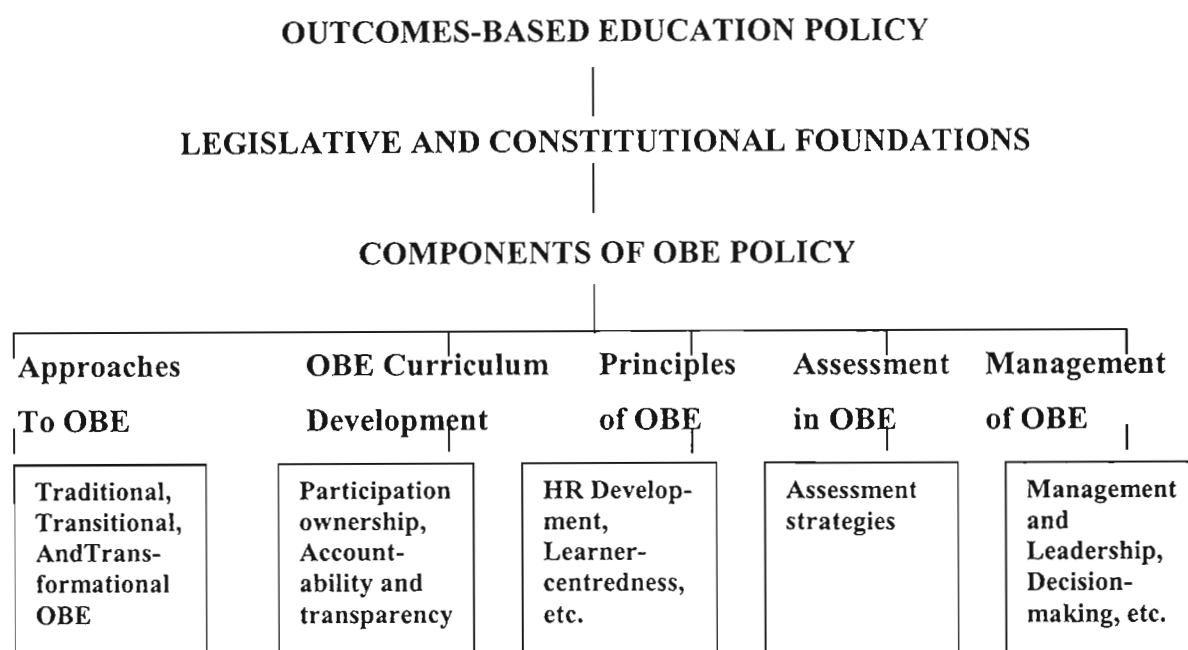 OUTCOMES-BASED EDUCATION POLICY
LEGISLATIVE AND CONSTITUTIONAL FOUNDATIONS
COMPONENTS OF OBE POLICY
Approaches
To OBE
OBE Curriculum
Development
Principles
of OBE
Assessment
in OBE
Management
of OBE
Traditional,
Transitional,
AndTrans-
formational
OBE
Participation
ownership,
Account-
ability and
transparency
HR Develop-
ment,
Learner-
centredness,
etc.
Assessment
strategies
Management
and
Leadership,
Decision-
making, etc.